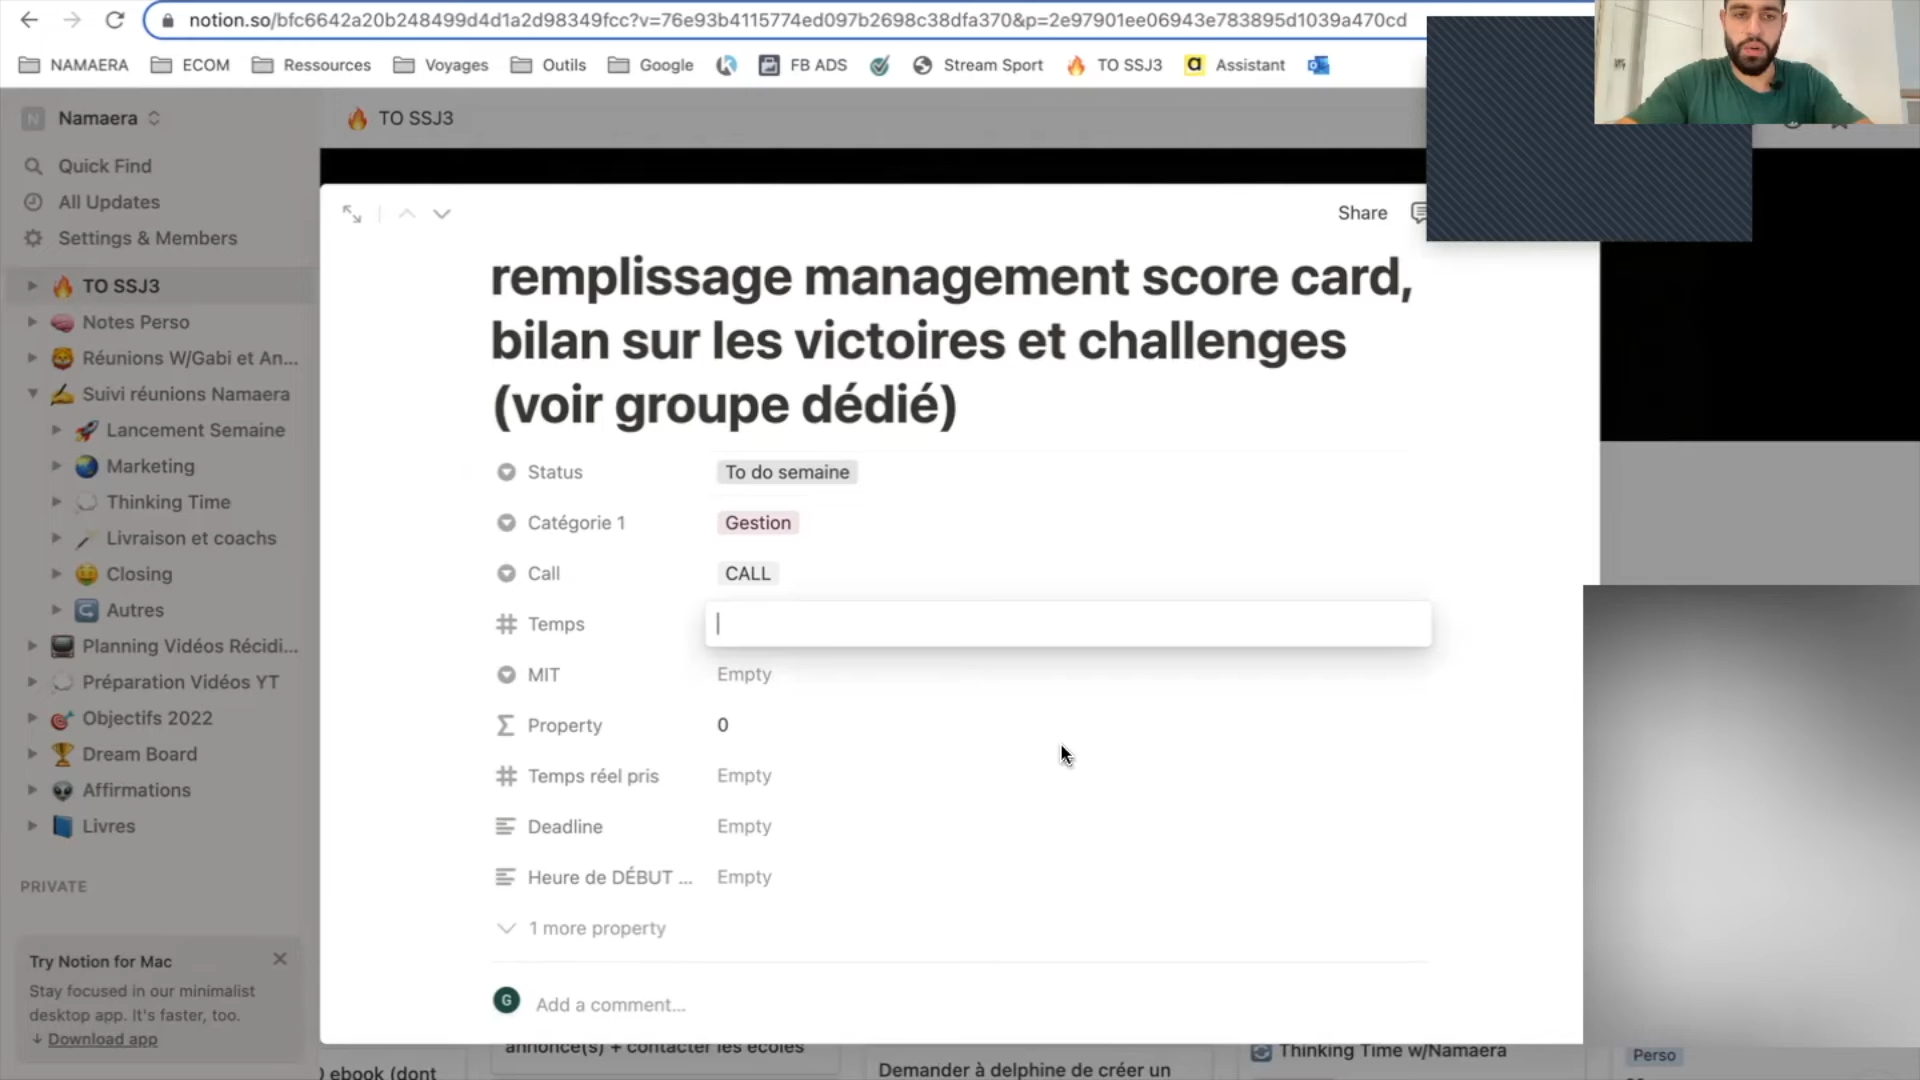 notion.so/bfc6642a20b248499d4d1a2d98349fcc?v=76e93b4115774ed097b2698c38dfa370&p=2e97901ee06943e783895d1039a470cd
NAMAERA ECOM Ressources Voyages Outils Google FB ADS Stream Sport TO SSJ3 a Assistant
N Namaera
TO SSJ3
Quick Find
All Updates
Settings & Members
TO SSJ3
Notes Perso
Réunions W/Gabi et An...
Suivi réunions Namaera
Lancement Semaine
Marketing
Thinking Time
Livraison et coachs
Closing
Autres
Planning Vidéos Récidi...
Préparation Vidéos YT
Objectifs 2022
Dream Board
Affirmations
Livres
PRIVATE
Try Notion for Mac
Stay focused in our minimalist
desktop app. It's faster, too.
Download app
Share
remplissage management score card,
bilan sur les victoires et challenges
(voir groupe dédié)
Status To do semaine
Catégorie 1 Gestion
Call CALL
Temps
MIT Empty
Property 0
Temps réel pris Empty
Deadline Empty
Heure de DÉBUT ... Empty
1 more property
G Add a comment...
ebook (dont
annonce(s) + contacter les écoles
Demander à delphine de créer un
Thinking Time w/Namaera
Perso